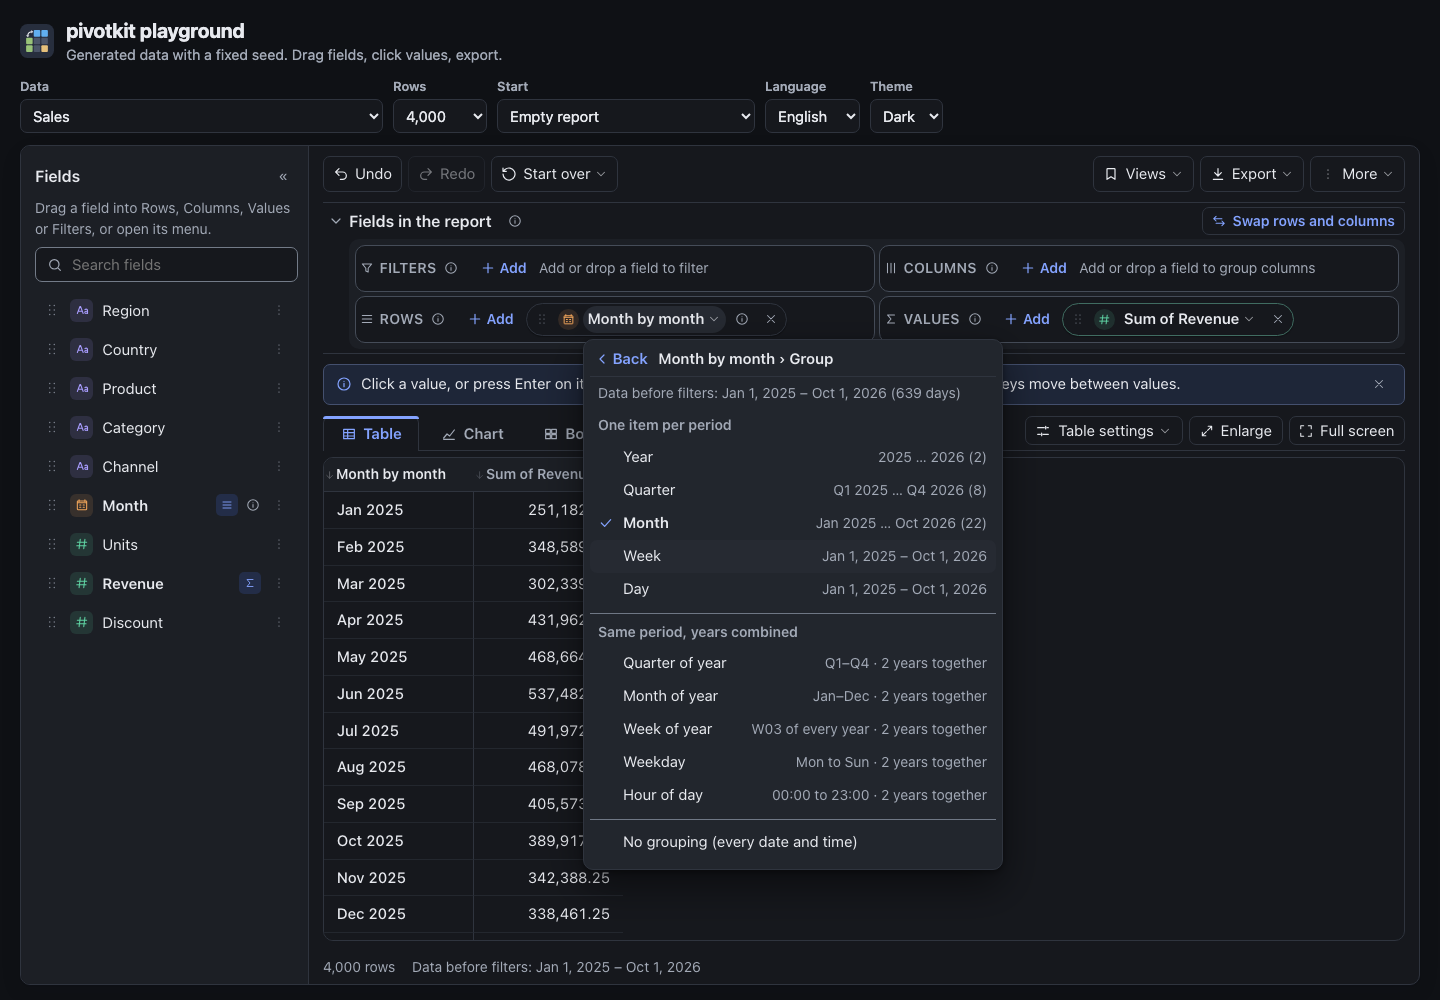 pivotkit playground
Generated data with a fixed seed. Drag fields, click values, export.
Data
Rows
Start
Language
Theme
Sales
4,000
Empty report
English
Dark
Fields
«
Drag a field into Rows, Columns, Values
or Filters, or open its menu.
Search fields
Aa Region
Aa Country
Aa Product
Aa Category
Aa Channel
Month
# Units
# Revenue Σ
# Discount
Undo
Redo
Start over
Views
Export
More
Fields in the report
Swap rows and columns
FILTERS
+ Add
Add or drop a field to filter
COLUMNS
+ Add
Add or drop a field to group columns
ROWS
+ Add
Month by month
Σ VALUES
+ Add
# Sum of Revenue
Click a value, or press Enter on it
eys move between values.
Table
Chart
Bo
Table settings
Enlarge
Full screen
↓ Month by month
↓ Sum of Revenu
Jan 2025 251,182
Feb 2025 348,589
Mar 2025 302,339
Apr 2025 431,962
May 2025 468,664
Jun 2025 537,482
Jul 2025 491,972
Aug 2025 468,078
Sep 2025 405,573
Oct 2025 389,917
Nov 2025 342,388.25
Dec 2025 338,461.25
Back Month by month › Group
Data before filters: Jan 1, 2025 – Oct 1, 2026 (639 days)
One item per period
Year 2025 … 2026 (2)
Quarter Q1 2025 … Q4 2026 (8)
Month Jan 2025 … Oct 2026 (22)
Week Jan 1, 2025 – Oct 1, 2026
Day Jan 1, 2025 – Oct 1, 2026
Same period, years combined
Quarter of year Q1–Q4 · 2 years together
Month of year Jan–Dec · 2 years together
Week of year W03 of every year · 2 years together
Weekday Mon to Sun · 2 years together
Hour of day 00:00 to 23:00 · 2 years together
No grouping (every date and time)
4,000 rows
Data before filters: Jan 1, 2025 – Oct 1, 2026